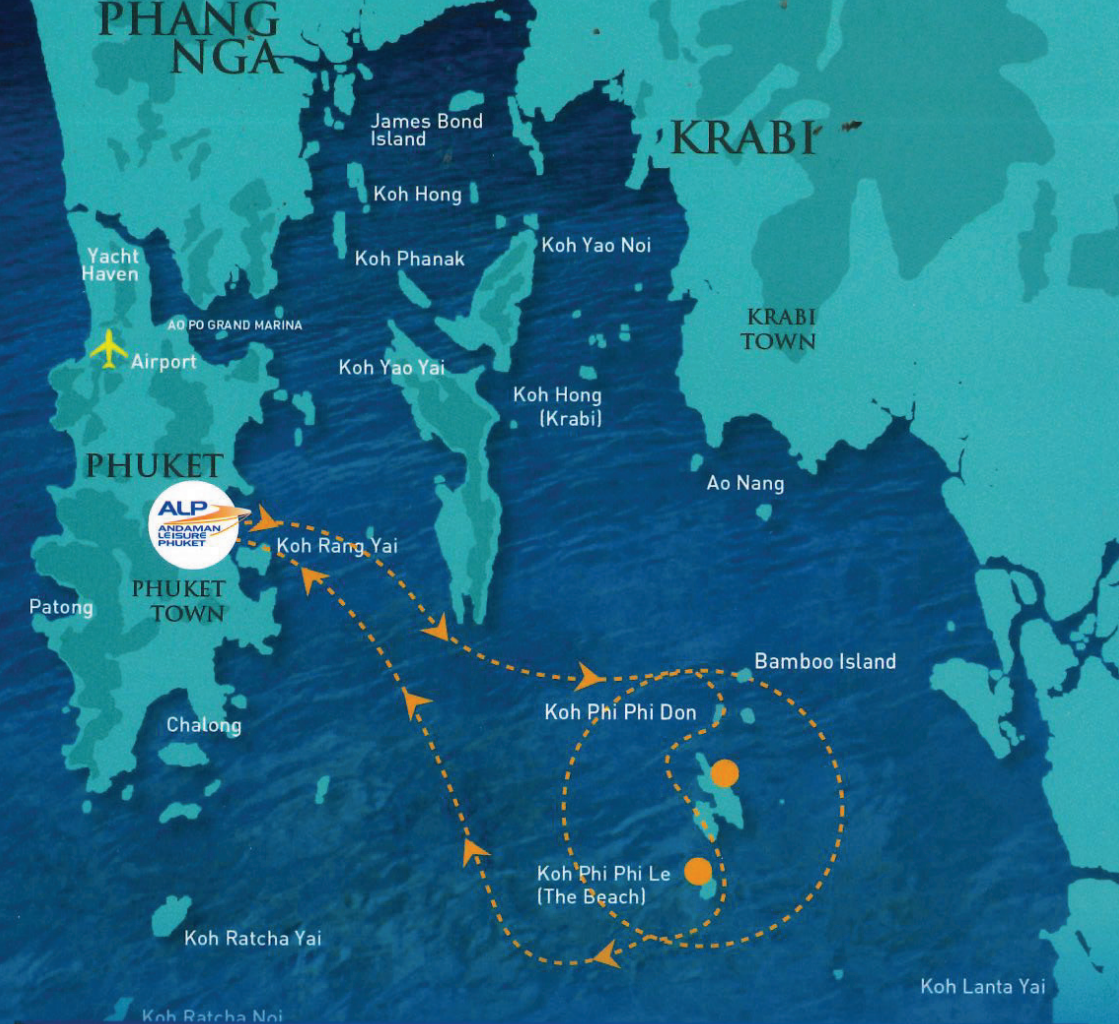 PHANG
NGA
James Bond
Island
KRABI
Koh Hong
Koh Yao Noi
Yacht
Haven
Koh Phanak
AO PO GRAND MARINA
KRABI
TOWN
Airport
Koh Yao Yai
Koh Hong
(Krabi)
PHUKET
Ao Nang
ALP
ANDAMAN
LEISURE
PHUKET
Koh Rang Yai
PHUKET
TOWN
Patong
Bamboo Island
Koh Phi Phi Don
Chalong
Koh Phi Phi Le
(The Beach)
Koh Ratcha Yai
Koh Lanta Yai
Koh Ratcha Noi